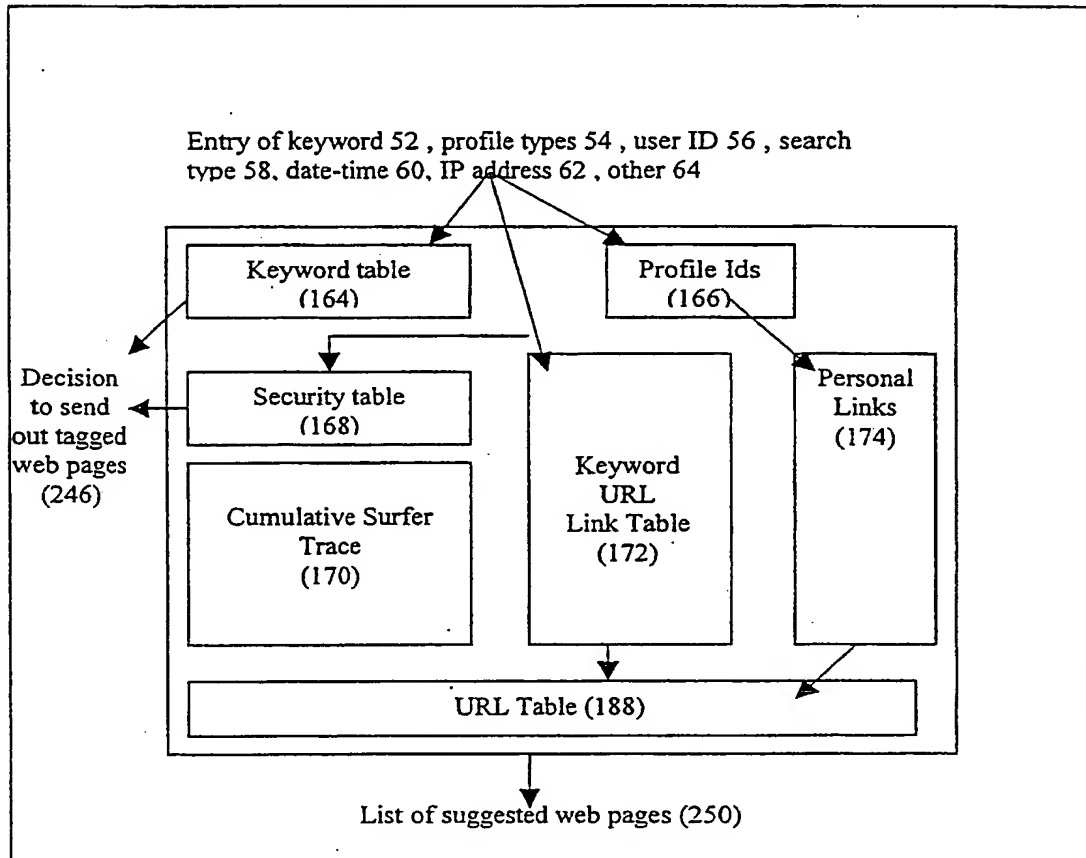 Entry of keyword 52 , profile types 54 , user ID 56 , search
type 58, date-time 60, IP address 62 , other 64
Keyword table
(164)
Profile Ids
(166)
Decision
to send
out tagged
web pages
(246)
Security table
(168)
Personal
Links
(174)
Cumulative Surfer
Trace
(170)
Keyword
URL
Link Table
(172)
URL Table (188)
List of suggested web pages (250)